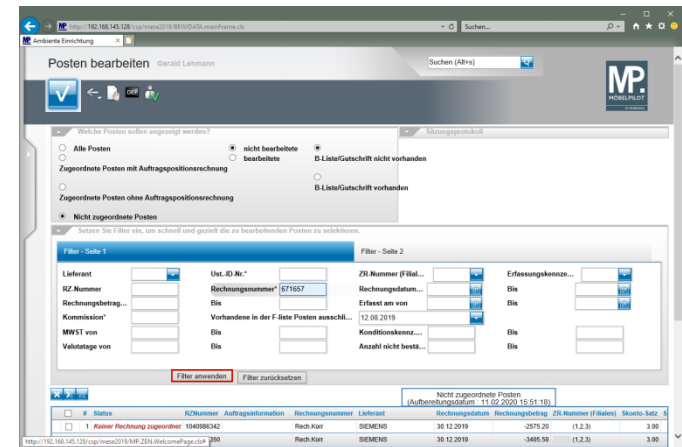 http://192.168.145.128/csp/mese2019/BEWIDATA.mainFrame.cls
Suchen...
Ambiente Einrichtung
Posten bearbeiten Gerald Lehmann
Suchen (Alt+s)
MP.
MÖBELPILOT
OFF
Welche Posten sollen angezeigt werden?
Sitzungsprotokoll
Alle Posten
nicht bearbeitete
bearbeitete
B-Liste/Gutschrift nicht vorhanden
Zugeordnete Posten mit Auftragspositionsrechnung
B-Liste/Gutschrift vorhanden
Zugeordnete Posten ohne Auftragspositionsrechnung
Nicht zugeordnete Posten
Setzen Sie Filter ein, um schnell und gezielt die zu bearbeitenden Posten zu selektieren.
Filter - Seite 1
Filter - Seite 2
Lieferant Ust.-ID-Nr.* ZR-Nummer (Filial... Erfassungskennze...
RZ-Nummer Rechnungsnummer* 671657 Rechnungsdatum... Bis
Rechnungsbetrag... Bis Erfasst am von Bis
Kommission* Vorhandene in der F-liste Posten ausschli... 12.08.2019
MWST von Bis Konditionskennz.... Bis
Valutatage von Bis Anzahl nicht bestä... Bis
Filter anwenden Filter zurücksetzen
Nicht zugeordnete Posten
(Aufbereitungsdatum : 11.02.2020 15:51:18)
# Status RZNummer Auftragsinformation Rechnungsnummer Lieferant Rechnungsdatum Rechnungsbetrag ZR-Nummer (Filialen) Skonto-Satz S
1 Keiner Rechnung zugeordnet 1040986342 Rech.Korr SIEMENS 30.12.2019 -2575.20 (1,2,3) 3.00
350 Rech.Korr SIEMENS 30.12.2019 -3405.59 (1,2,3) 3.00
http://192.168.145.128/csp/mese2019/MP.ZEN.WelcomePage.cls#